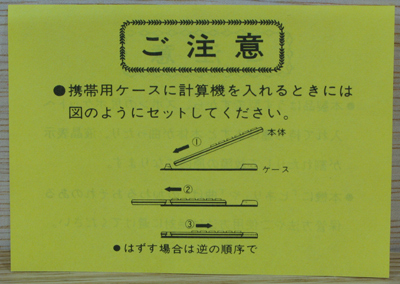 ご注意
●携帯用ケースに計算機を入れるときには
図のようにセットしてください。
①
本体
ケース
②
③
●はずす場合は逆の順序で